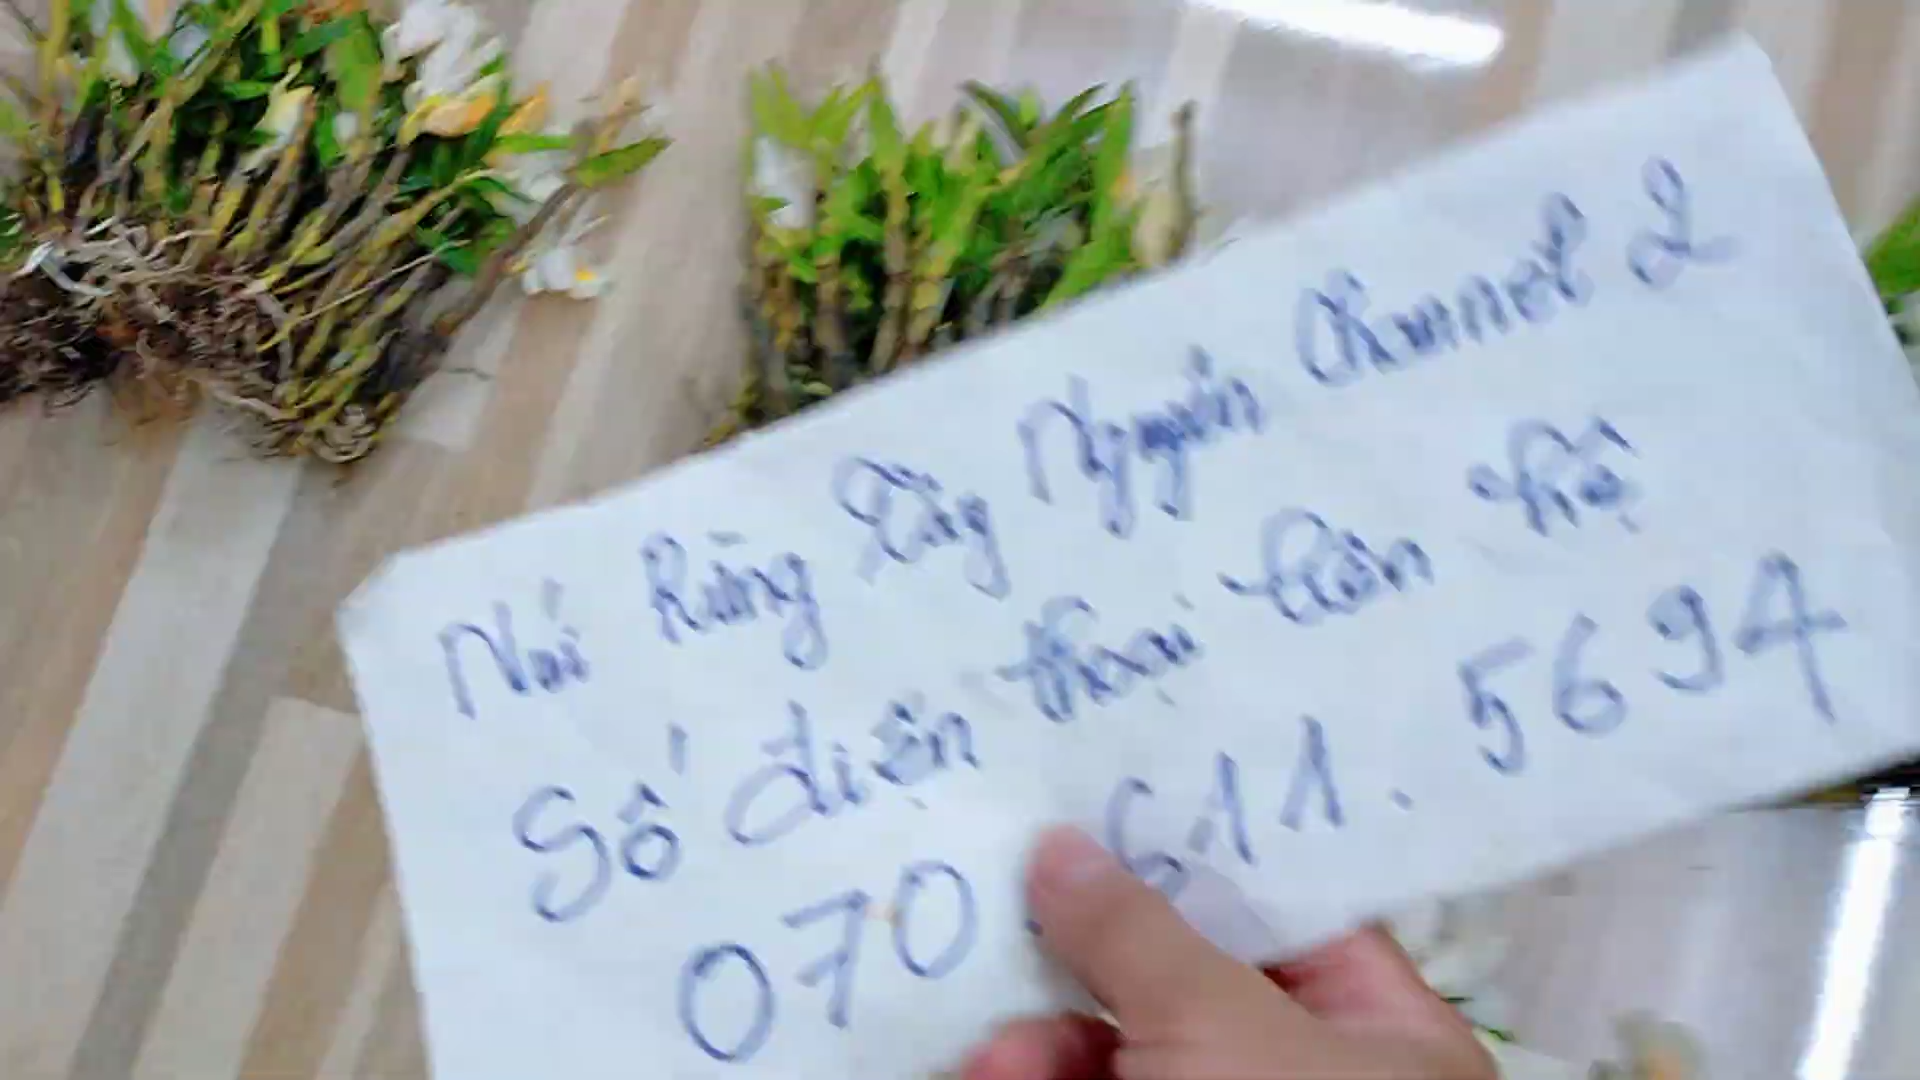 Núi Rừng Tây Nguyên Channel 2
Số điện thoại liên hệ
070.611.5694